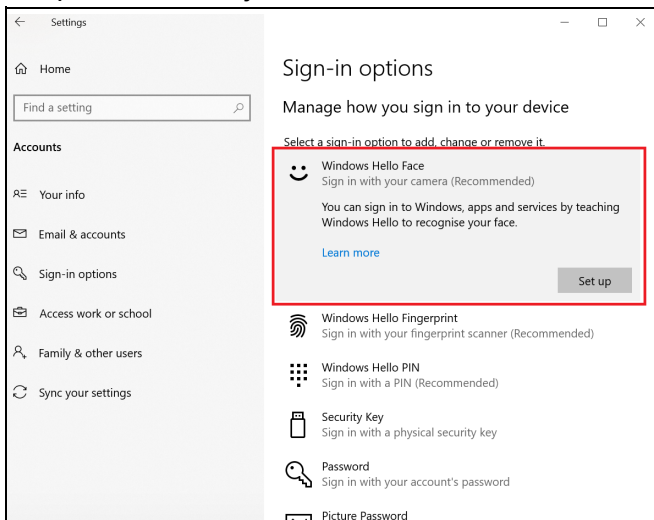 Settings
Home
Find a setting
Accounts
Your info
Email & accounts
Sign-in options
Access work or school
Family & other users
Sync your settings
Sign-in options
Manage how you sign in to your device
Select a sign-in option to add, change or remove it.
Windows Hello Face
Sign in with your camera (Recommended)
You can sign in to Windows, apps and services by teaching
Windows Hello to recognise your face.
Learn more
Set up
Windows Hello Fingerprint
Sign in with your fingerprint scanner (Recommended)
Windows Hello PIN
Sign in with a PIN (Recommended)
Security Key
Sign in with a physical security key
Password
Sign in with your account's password
Picture Password